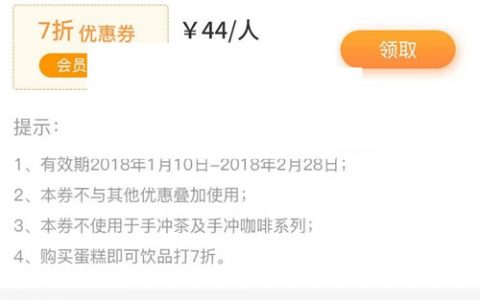 7折 优惠券
¥44/人
领取
会员
提示：
1、有效期2018年1月10日-2018年2月28日；
2、本券不与其他优惠叠加使用；
3、本券不使用于手冲茶及手冲咖啡系列；
4、购买蛋糕即可饮品打7折。